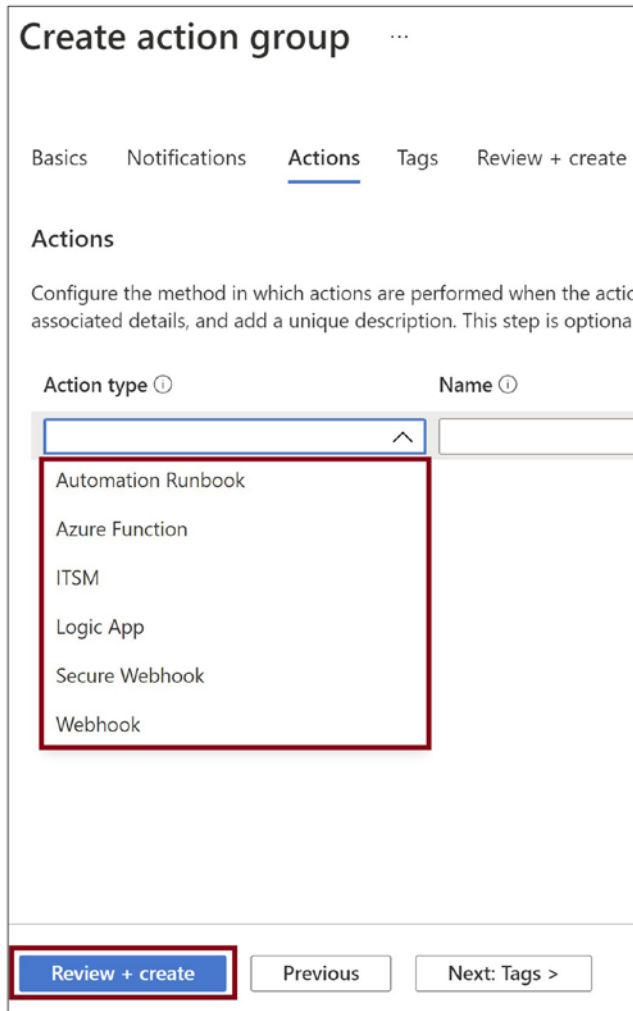 Create action group ...
Basics Notifications Actions Tags Review + create
Actions
Configure the method in which actions are performed when the actio
associated details, and add a unique description. This step is optiona
Action type Name
Automation Runbook
Azure Function
ITSM
Logic App
Secure Webhook
Webhook
Review + create Previous Next: Tags >